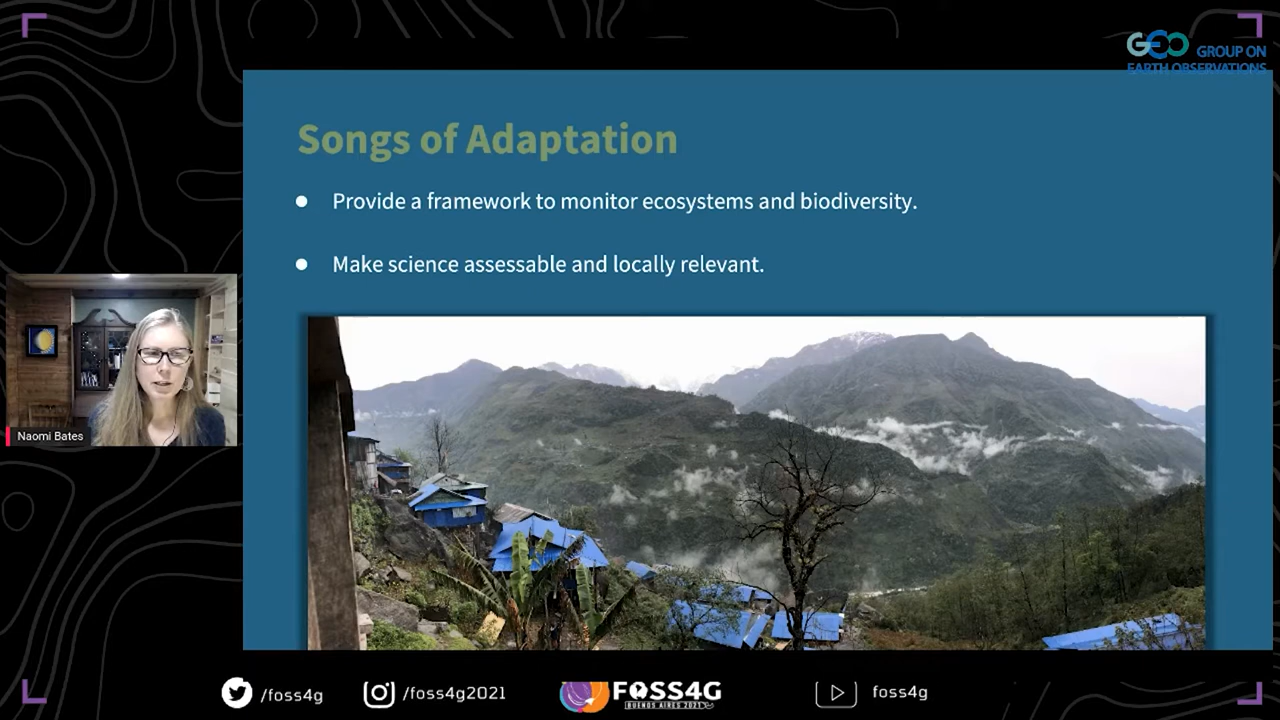 GEO GROUP ON
EARTH OBSERVATIONS
Songs of Adaptation
Provide a framework to monitor ecosystems and biodiversity.
Make science assessable and locally relevant.
Naomi Bates
/foss4g
/foss4g2021
FOSS4G
BUENOS AIRES 2021
foss4g